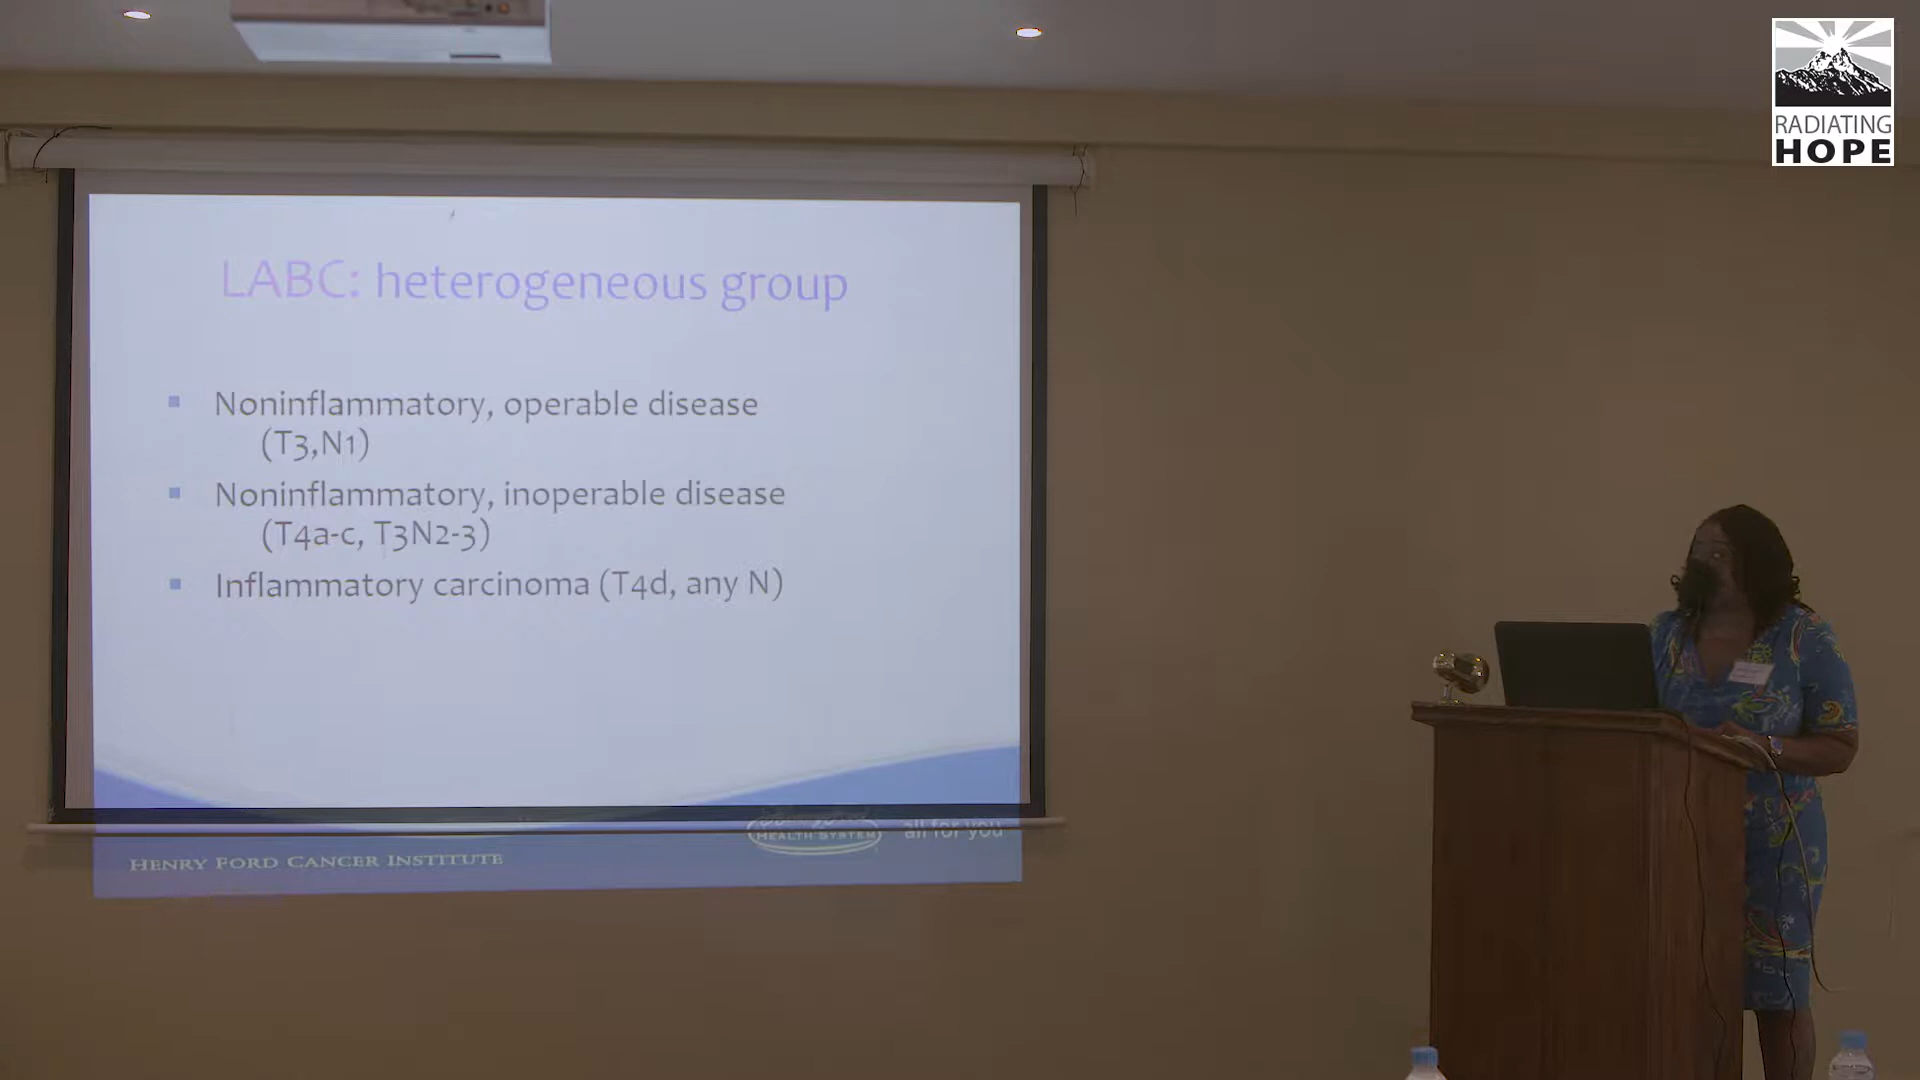 RADIATING
HOPE
LABC: heterogeneous group
Noninflammatory, operable disease
(T3,N1)
Noninflammatory, inoperable disease
(T4a-c, T3N2-3)
Inflammatory carcinoma (T4d, any N)
HEALTH SYSTEM
all for you
HENRY FORD CANCER INSTITUTE